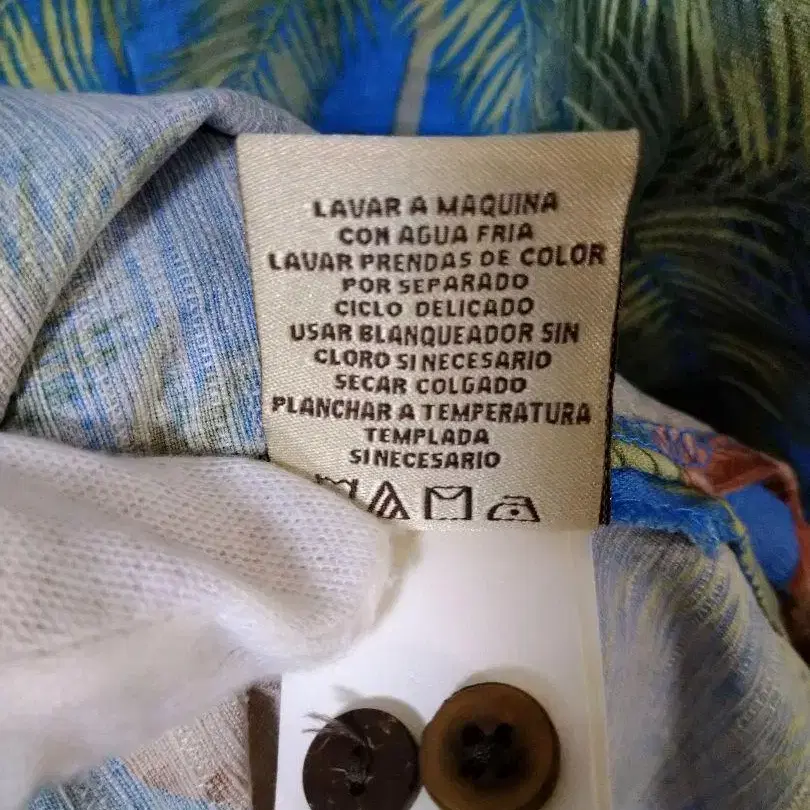 LAVAR A MAQUINA
CON AGUA FRIA
LAVAR PRENDAS DE COLOR
POR SEPARADO
CICLO DELICADO
USAR BLANQUEADOR SIN
CLORO SI NECESARIO
SECAR COLGADO
PLANCHAR A TEMPERATURA
TEMPLADA
SI NECESARIO